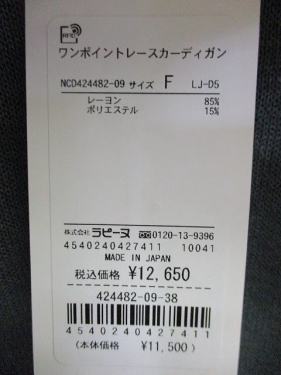 RFID
ワンポイントレースカーディガン
NCD424482-09 サイズ F LJ-D5
レーヨン 85%
ポリエステル 15%
株式会社 ラピーヌ 0120-13-9396
4540240427411 10041
MADE IN JAPAN
税込価格 ¥12,650
424482-09-38
4540240427411
(本体価格 ¥11,500)